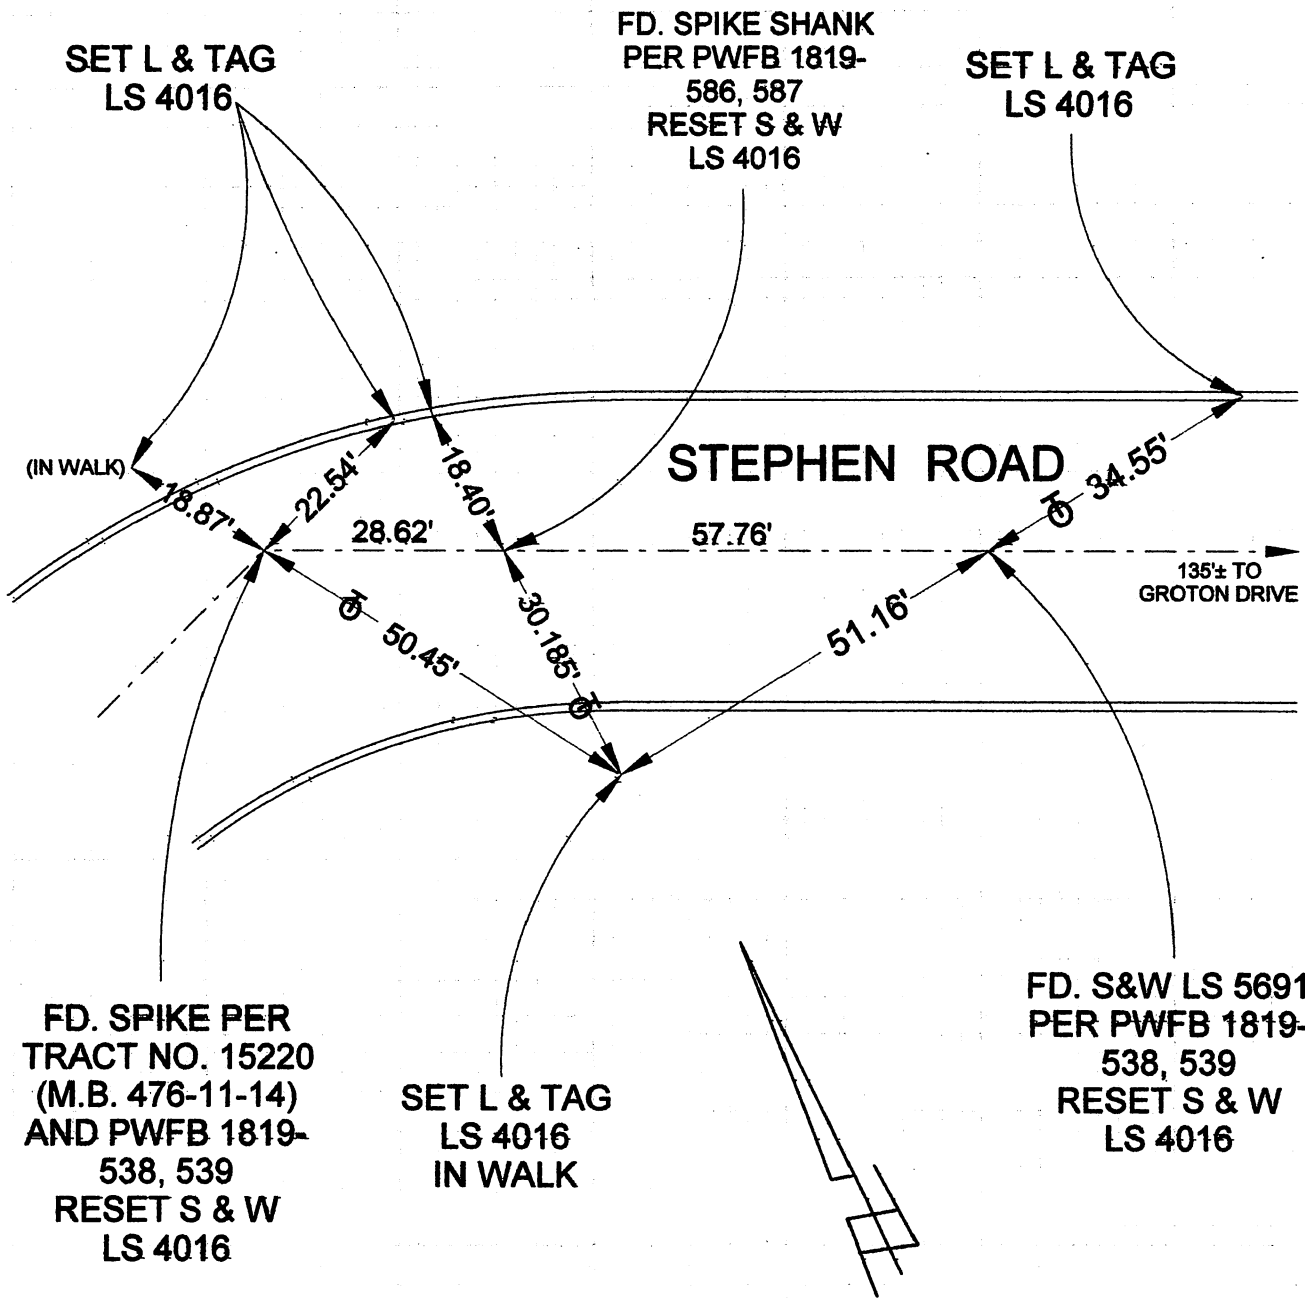 SET L & TAG
LS 4016
FD. SPIKE SHANK
PER PWFB 1819-
586, 587
RESET S & W
LS 4016
SET L & TAG
LS 4016
(IN WALK)
18.87'
22.54'
18.40'
STEPHEN ROAD
34.55'
28.62'
57.76'
135'± TO
GROTON DRIVE
50.45'
30.185'
51.16'
FD. SPIKE PER
TRACT NO. 15220
(M.B. 476-11-14)
AND PWFB 1819-
538, 539
RESET S & W
LS 4016
SET L & TAG
LS 4016
IN WALK
FD. S&W LS 5691
PER PWFB 1819-
538, 539
RESET S & W
LS 4016